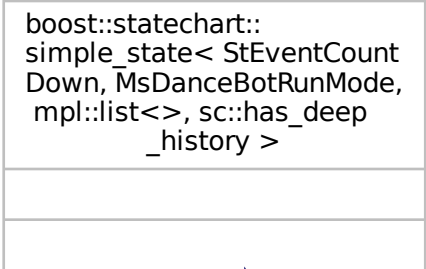 boost::statechart::
simple_state< StEventCount
Down, MsDanceBotRunMode,
mpl::list<>, sc::has_deep
_history >